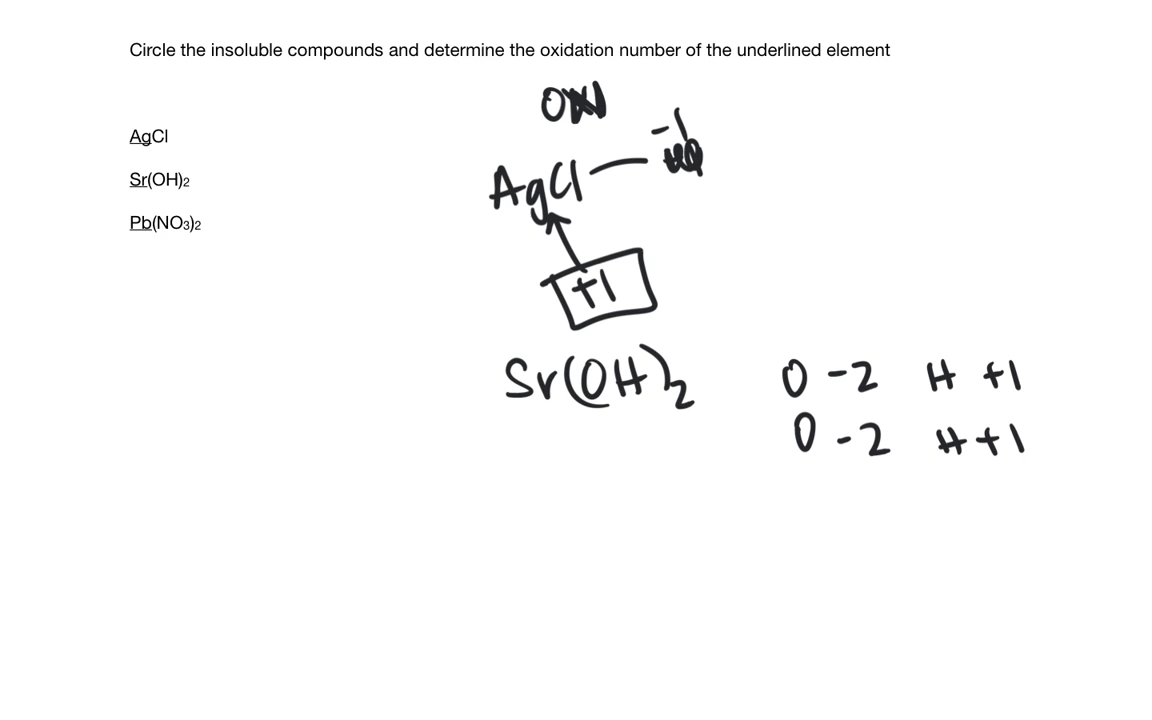 Circle the insoluble compounds and determine the oxidation number of the underlined element
AgCl
Sr(OH)2
Pb(NO3)2
-1
AgCl
+1
Sr(OH)2 O -2 H +1
O -2 H +1